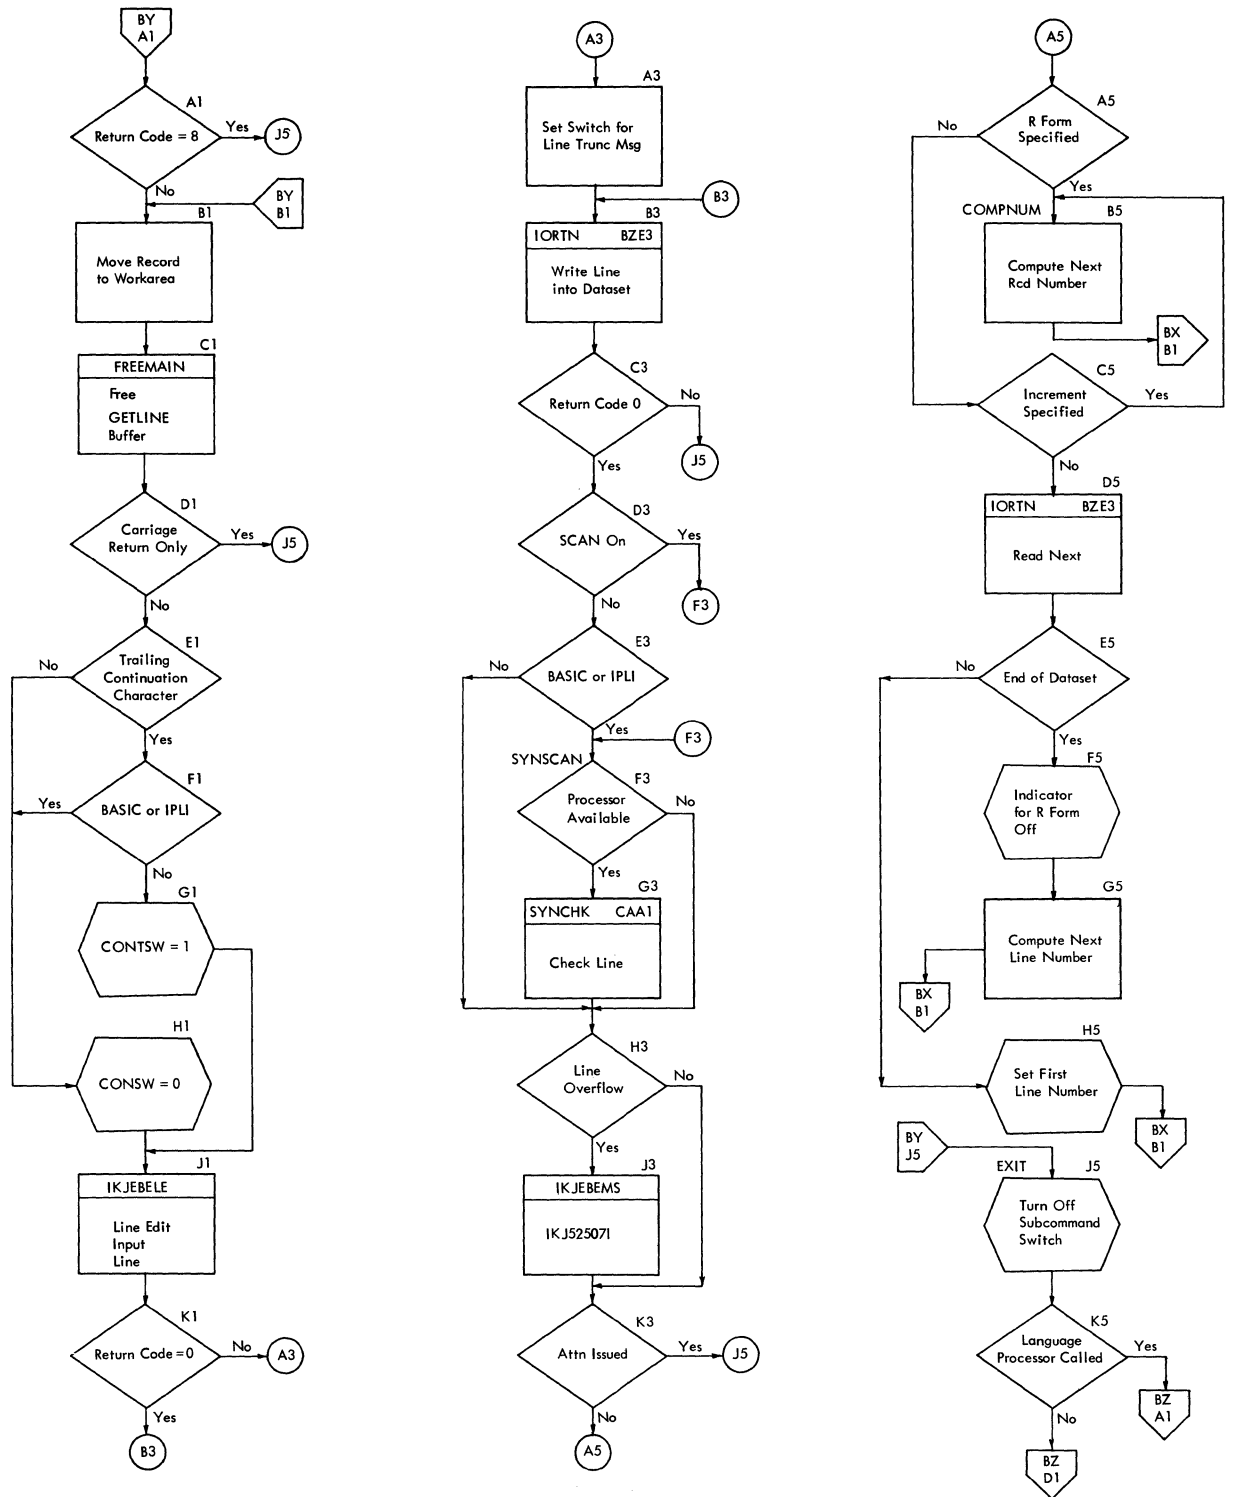 BY
A1
A1
Return Code = 8
Yes
J5
No
BY
B1
B1
Move Record
to Workarea
C1
FREEMAIN
Free
GETLINE
Buffer
D1
Carriage
Return Only
Yes
J5
No
E1
No
Trailing
Continuation
Character
Yes
F1
Yes
BASIC or IPLI
No
G1
CONTSW = 1
H1
CONSW = 0
J1
IKJEBELE
Line Edit
Input
Line
K1
Return Code =0
No
A3
Yes
B3
A3
A3
Set Switch for
Line Trunc Msg
B3
B3
IORTN BZE3
Write Line
into Dataset
C3
Return Code 0
No
J5
Yes
D3
SCAN On
Yes
F3
No
E3
No
BASIC or IPLI
Yes
F3
SYNSCAN
F3
Processor
Available
No
Yes
G3
SYNCHK CAA1
Check Line
H3
Line
Overflow
No
Yes
J3
IKJEBEMS
IKJ52507I
K3
Attn Issued
Yes
J5
No
A5
A5
A5
No
R Form
Specified
Yes
COMPNUM
B5
Compute Next
Rcd Number
BX
B1
C5
Increment
Specified
Yes
No
D5
IORTN BZE3
Read Next
E5
No
End of Dataset
Yes
F5
Indicator
for R Form
Off
G5
Compute Next
Line Number
BX
B1
H5
Set First
Line Number
BX
B1
BY
J5
EXIT
J5
Turn Off
Subcommand
Switch
K5
Language
Processor Called
Yes
BZ
A1
No
BZ
D1